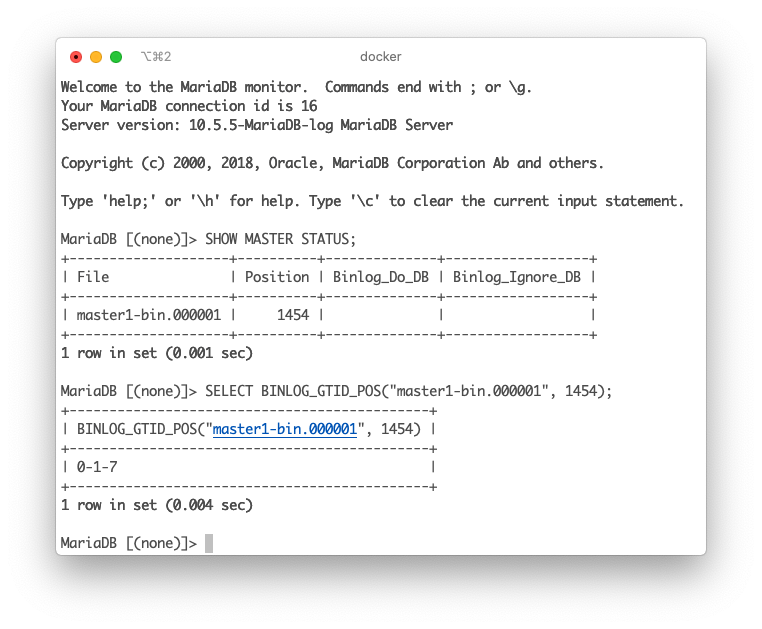 ⌥⌘2 docker
Welcome to the MariaDB monitor.  Commands end with ; or \g.
Your MariaDB connection id is 16
Server version: 10.5.5-MariaDB-log MariaDB Server
Copyright (c) 2000, 2018, Oracle, MariaDB Corporation Ab and others.
Type 'help;' or '\h' for help. Type '\c' to clear the current input statement.
MariaDB [(none)]> SHOW MASTER STATUS;
+--------------------+----------+--------------+------------------+
| File               | Position | Binlog_Do_DB | Binlog_Ignore_DB |
+--------------------+----------+--------------+------------------+
| master1-bin.000001 |     1454 |              |                  |
+--------------------+----------+--------------+------------------+
1 row in set (0.001 sec)
MariaDB [(none)]> SELECT BINLOG_GTID_POS("master1-bin.000001", 1454);
+---------------------------------------------+
| BINLOG_GTID_POS("master1-bin.000001", 1454) |
+---------------------------------------------+
| 0-1-7                                       |
+---------------------------------------------+
1 row in set (0.004 sec)
MariaDB [(none)]>